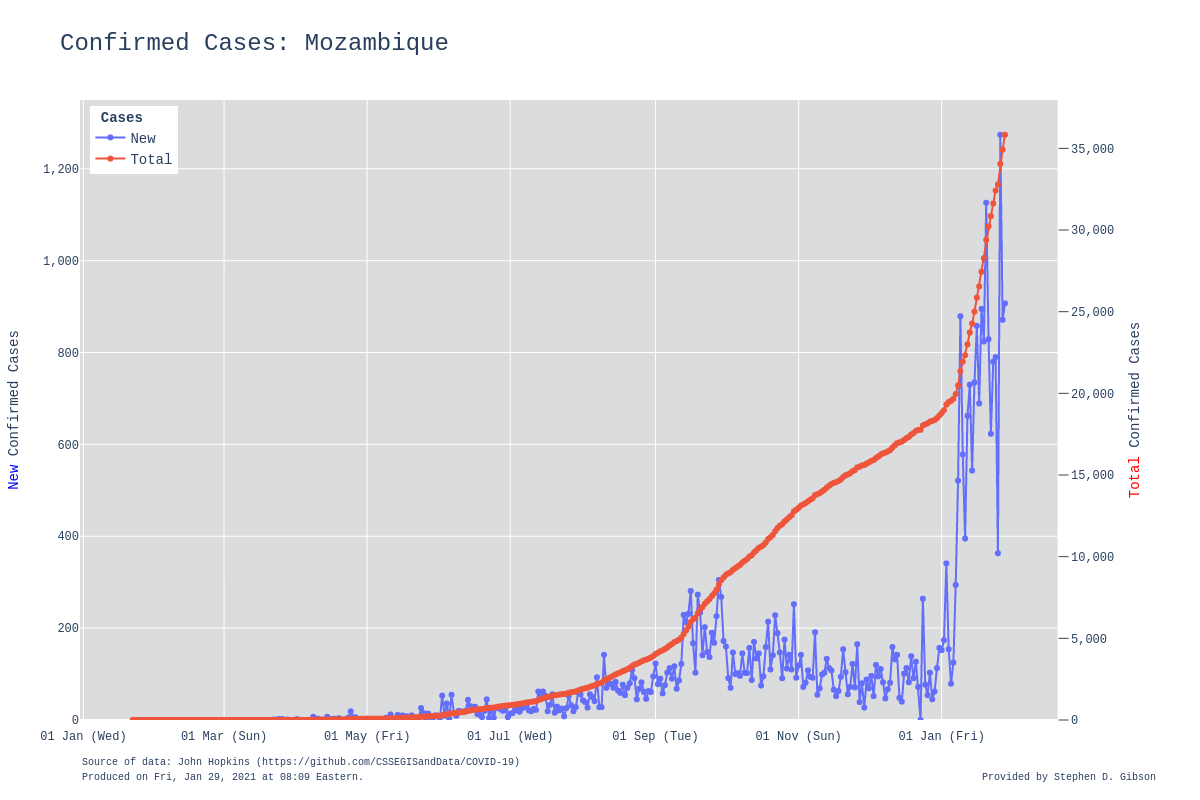 Confirmed Cases: Mozambique
Cases
New
Total
1,200
1,000
800
600
400
200
0
35,000
30,000
25,000
20,000
15,000
10,000
5,000
0
New Confirmed Cases
Total Confirmed Cases
01 Jan (Wed) 01 Mar (Sun) 01 May (Fri) 01 Jul (Wed) 01 Sep (Tue) 01 Nov (Sun) 01 Jan (Fri)
Source of data: John Hopkins (https://github.com/CSSEGISandData/COVID-19)
Produced on Fri, Jan 29, 2021 at 08:09 Eastern.
Provided by Stephen D. Gibson